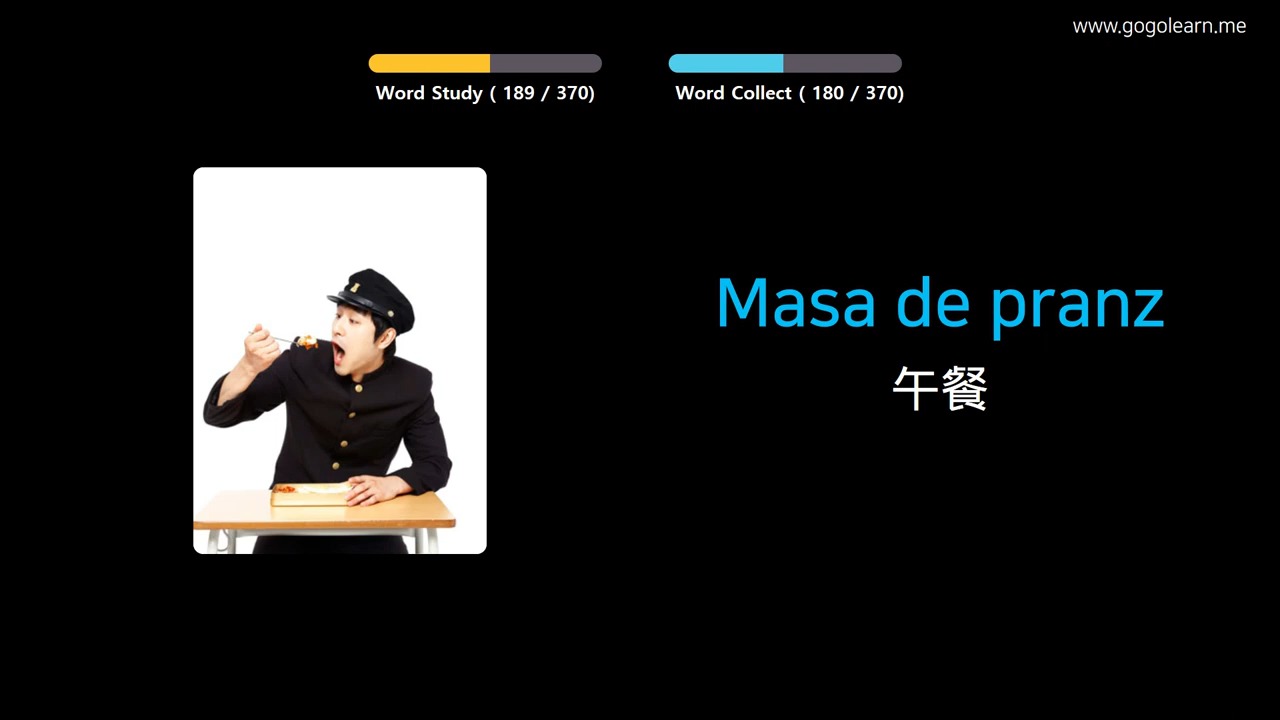 www.gogolearn.me
Word Study ( 189 / 370)
Word Collect ( 180 / 370)
Masa de pranz
午餐